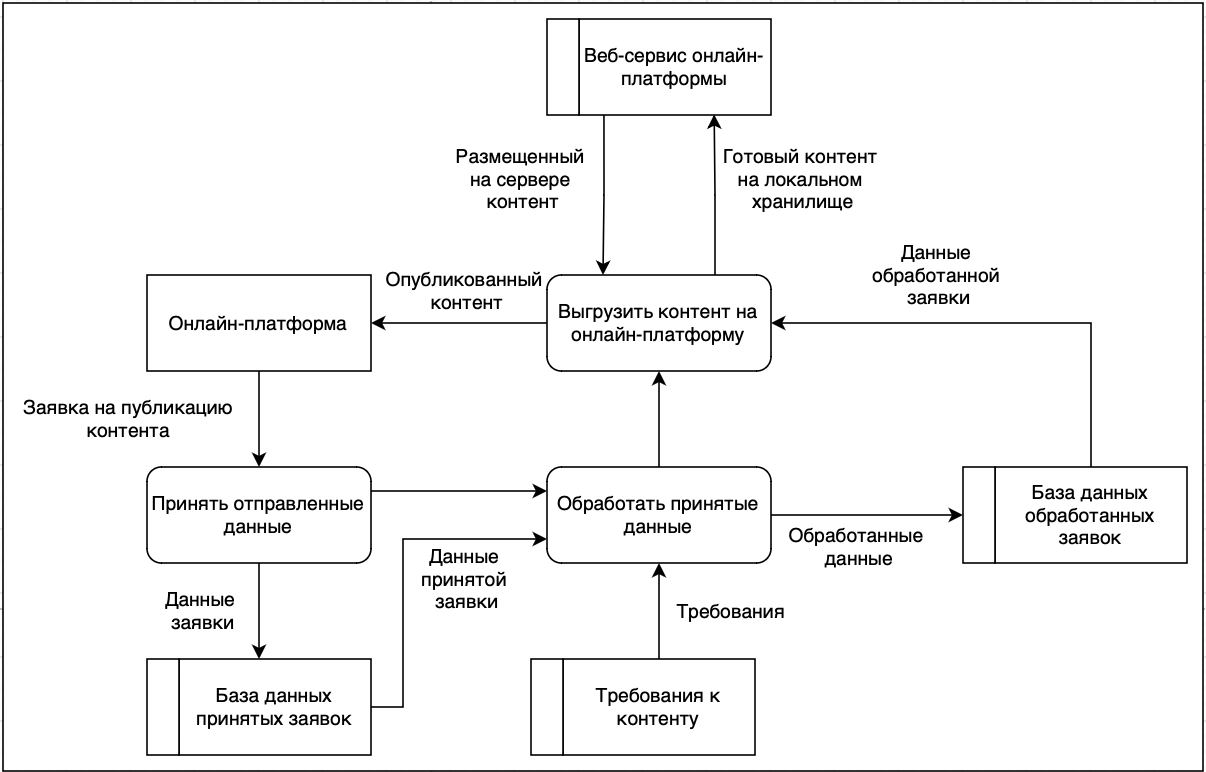 Веб-сервис онлайн-
платформы
Размещенный
на сервере
контент
Готовый контент
на локальном
хранилище
Данные
обработанной
заявки
Опубликованный
контент
Онлайн-платформа
Выгрузить контент на
онлайн-платформу
Заявка на публикацию
контента
Принять отправленные
данные
Обработать принятые
данные
База данных
обработанных
заявок
Обработанные
данные
Данные
принятой
заявки
Данные
заявки
Требования
База данных
принятых заявок
Требования к
контенту